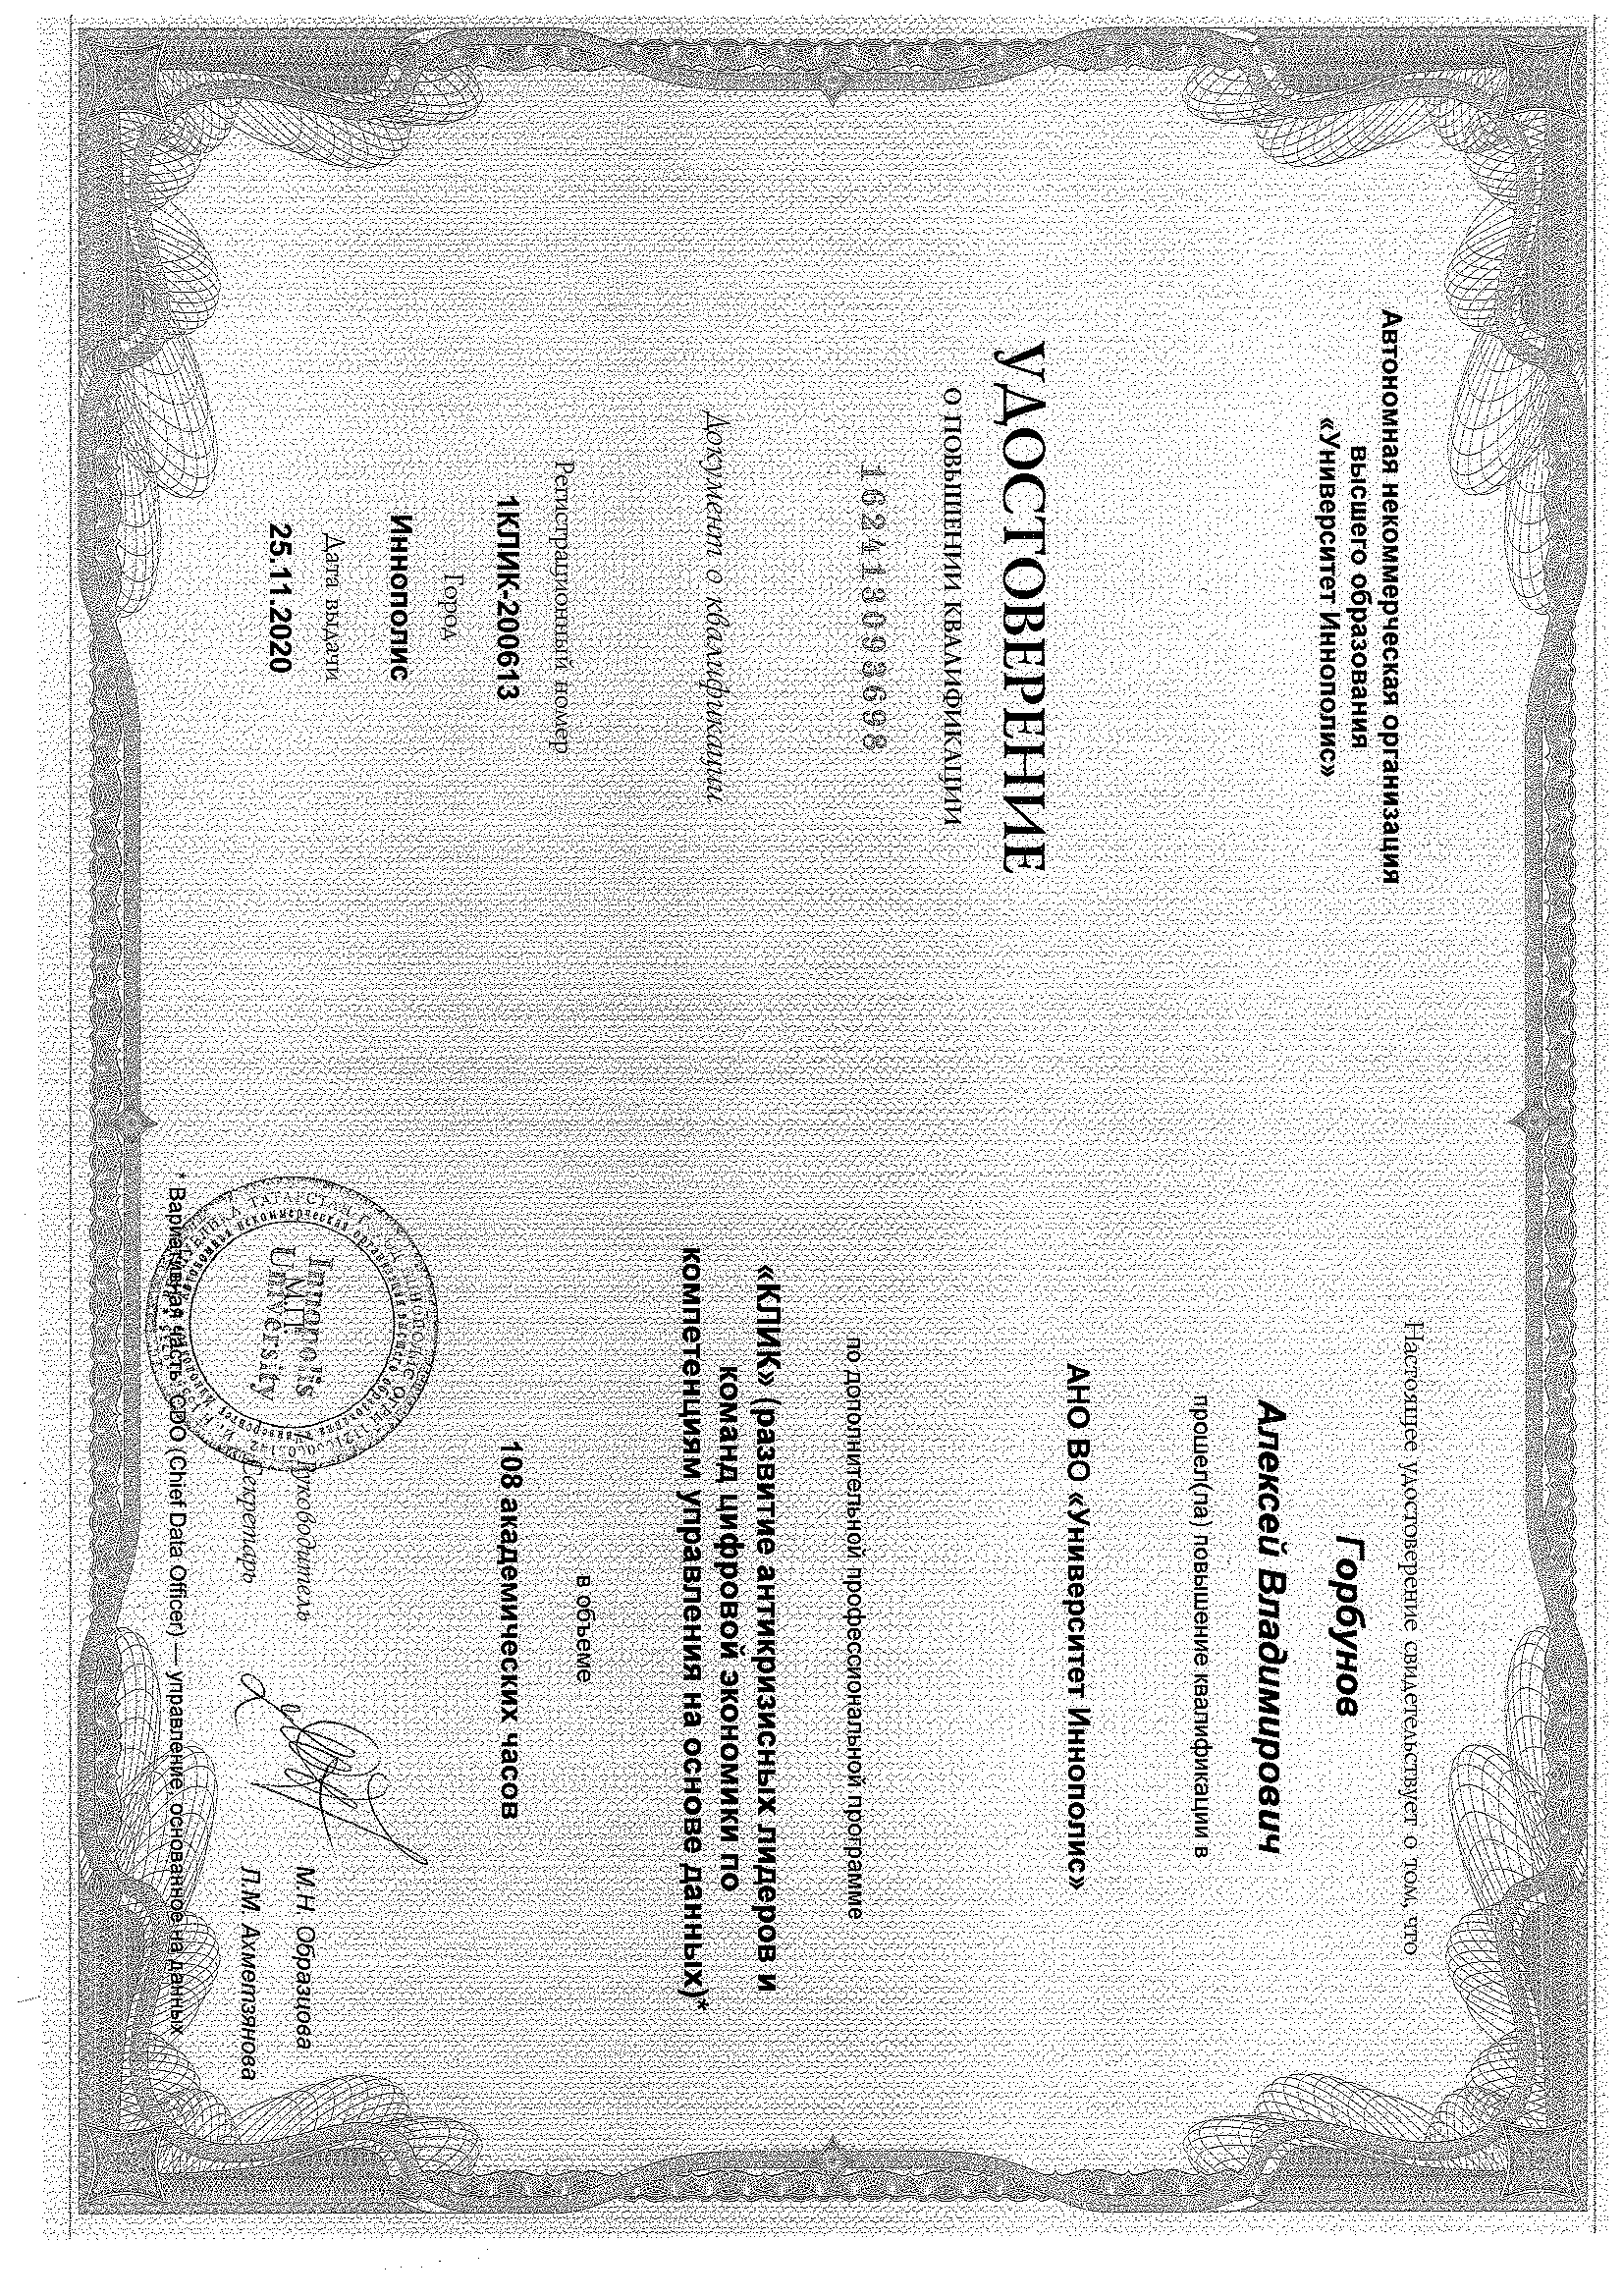 Автономная некоммерческая организация
высшего образования
«Университет Иннополис»
УДОСТОВЕРЕНИЕ
О ПОВЫШЕНИИ КВАЛИФИКАЦИИ
162413093698
Документ о квалификации
Регистрационный номер
1КЛИК-200613
Город
Иннополис
Дата выдачи
25.11.2020
Настоящее удостоверение свидетельствует о том, что
Горбунов
Алексей Владимирович
прошел(ла) повышение квалификации в
АНО ВО «Университет Иннополис»
по дополнительной профессиональной программе
«КЛИК» (развитие антикризисных лидеров и
команд цифровой экономики по
компетенциям управления на основе данных)*
в объеме
108 академических часов
Руководитель М.Н. Образцова
Секретарь Л.М. Ахметзянова
Innopolis
М.П.
University
* Вариативная часть CDO (Chief Data Officer) — управление, основанное на данных